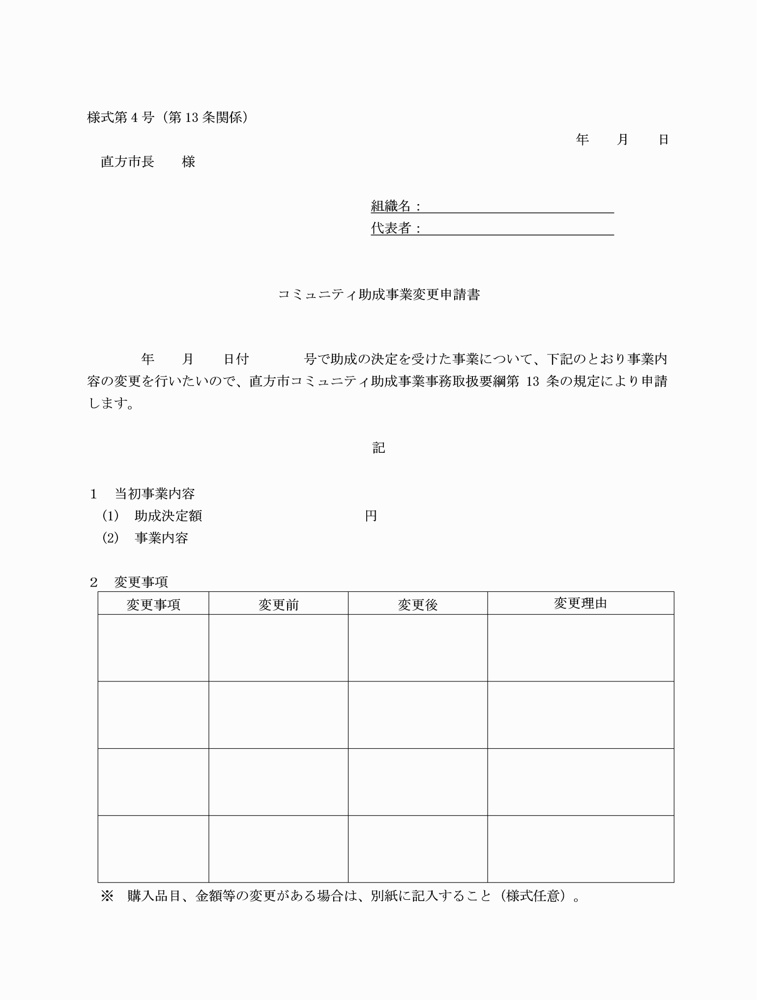 様式第 4 号（第 13 条関係）
年　　月　　日
直方市長　　様
組織名：
代表者：
コミュニティ助成事業変更申請書
年　　月　　日付　　　　号で助成の決定を受けた事業について、下記のとおり事業内
容の変更を行いたいので、直方市コミュニティ助成事業事務取扱要綱第 13 条の規定により申請
します。
記
１　当初事業内容
(1)　助成決定額　　　　　　　　　　　　円
(2)　事業内容
２　変更事項
変更事項　変更前　変更後　変更理由
※　購入品目、金額等の変更がある場合は、別紙に記入すること（様式任意）。